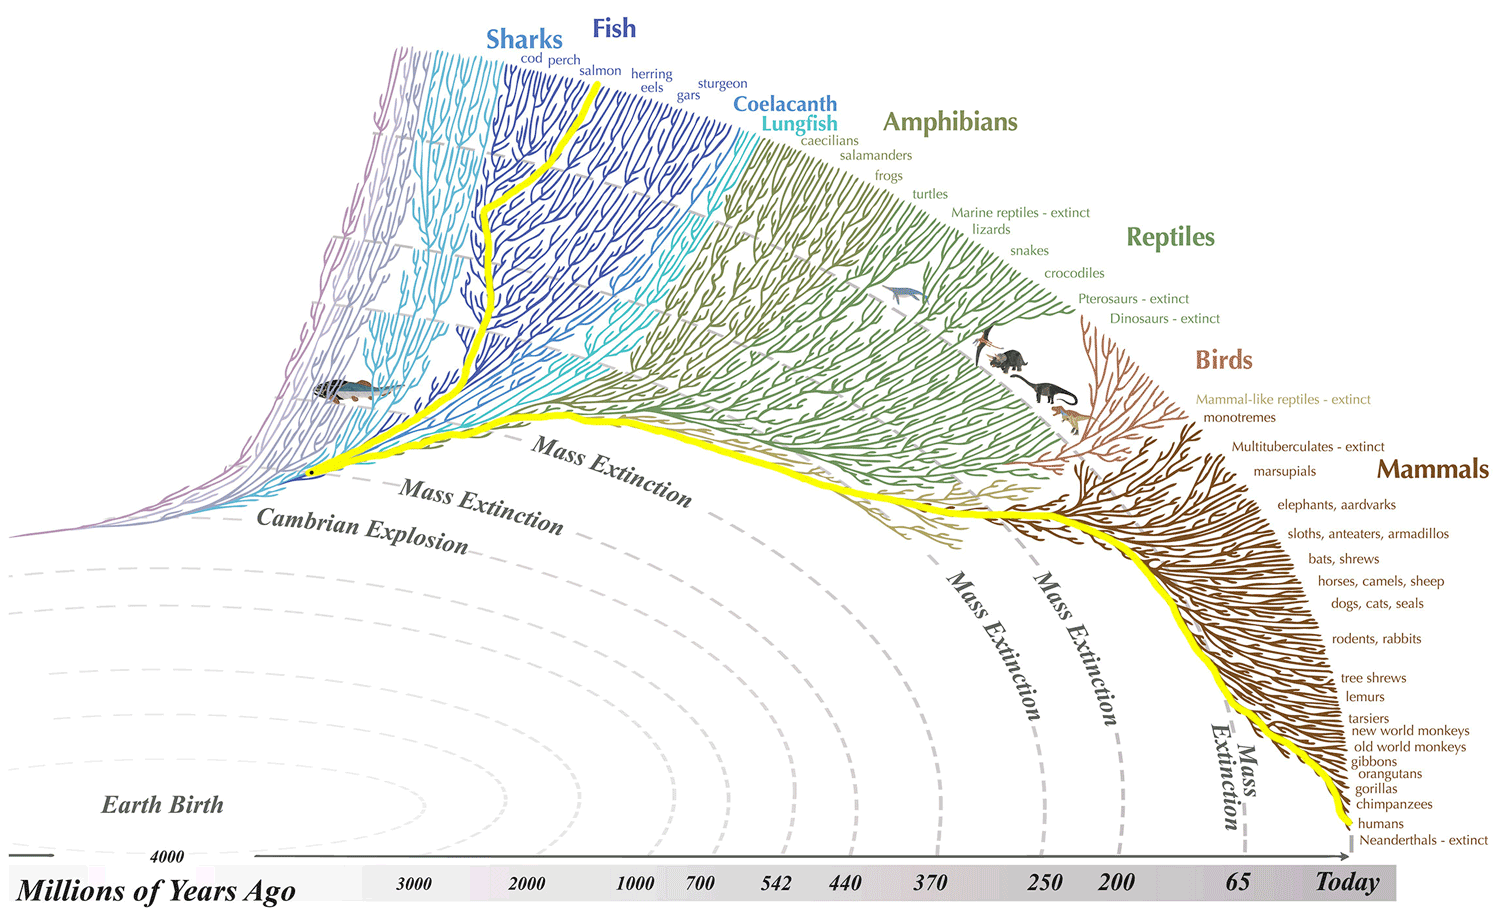 Fish
Sharks
cod perch
salmon
herring
eels
sturgeon
gars
Coelacanth
Lungfish
Amphibians
caecilians
salamanders
frogs
turtles
Marine reptiles - extinct
lizards
Reptiles
snakes
crocodiles
Pterosaurs - extinct
Dinosaurs - extinct
Birds
Mammal-like reptiles - extinct
monotremes
Multituberculates - extinct
marsupials
Mammals
elephants, aardvarks
sloths, anteaters, armadillos
bats, shrews
horses, camels, sheep
dogs, cats, seals
rodents, rabbits
tree shrews
lemurs
tarsiers
new world monkeys
old world monkeys
gibbons
orangutans
gorillas
chimpanzees
humans
Neanderthals - extinct
Mass Extinction
Mass Extinction
Cambrian Explosion
Mass Extinction
Mass Extinction
Mass
Extinction
Earth Birth
4000
Millions of Years Ago
3000
2000
1000
700
542
440
370
250
200
65
Today